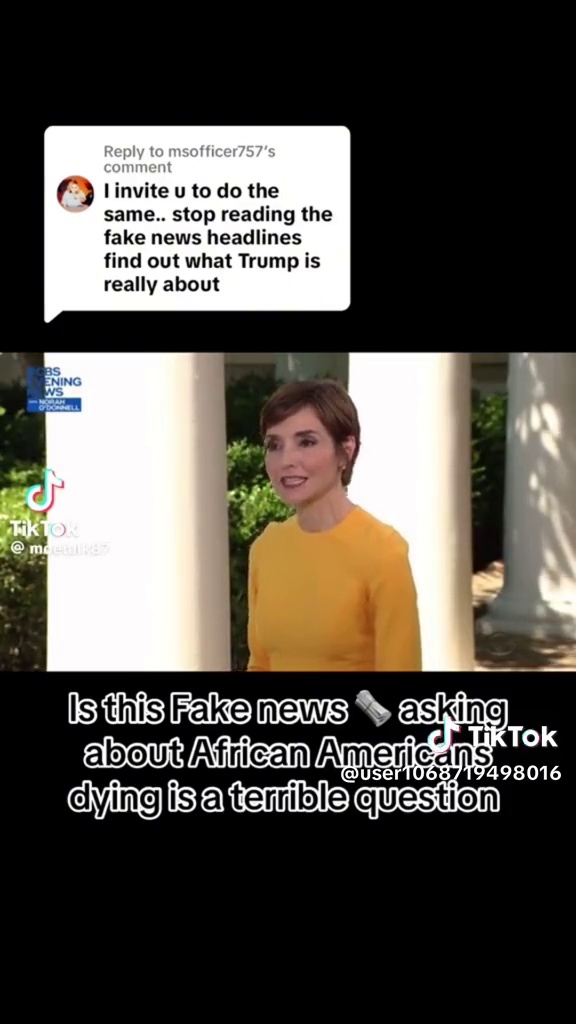 Reply to msofficer757's
comment
I invite u to do the
same.. stop reading the
fake news headlines
find out what Trump is
really about
CBS
EVENING
NEWS
WITH NORAH
O'DONNELL
TikTok
Is this Fake news 🗞 asking
about African Americans
dying is a terrible question
TikTok
@user1068719498016